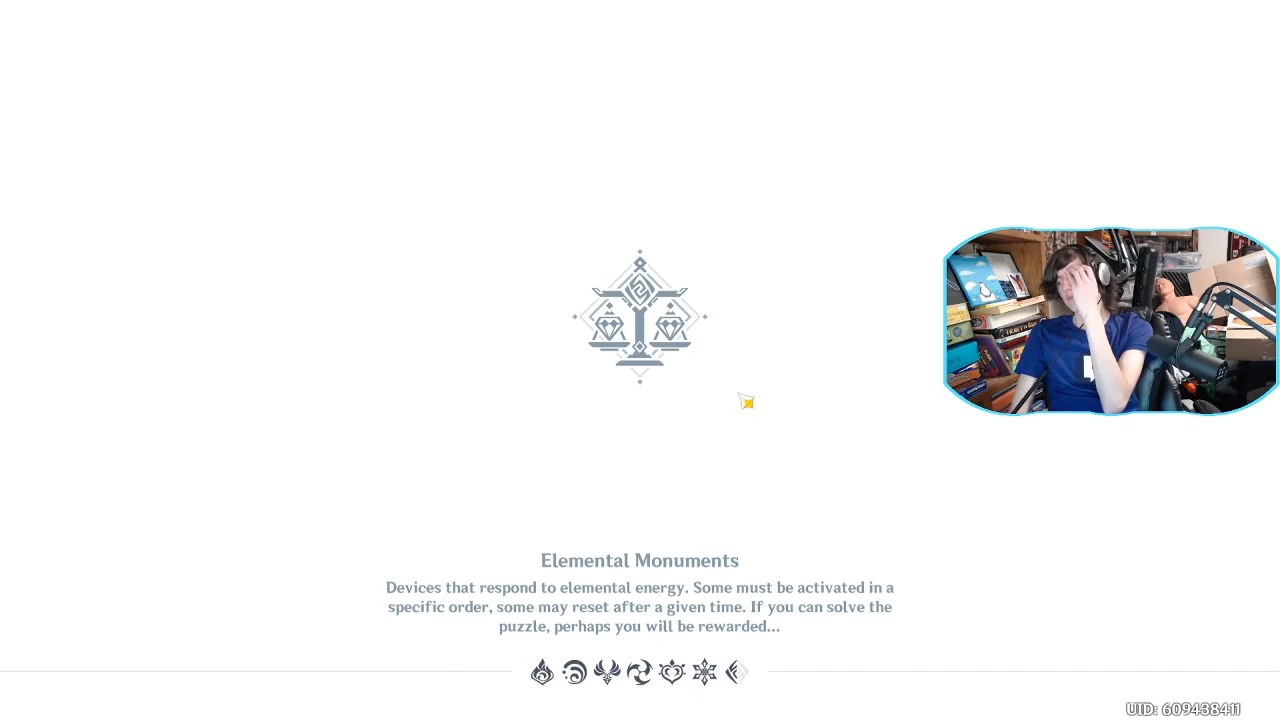 Elemental Monuments
Devices that respond to elemental energy. Some must be activated in a
specific order, some may reset after a given time. If you can solve the
puzzle, perhaps you will be rewarded...
UID: 609438411